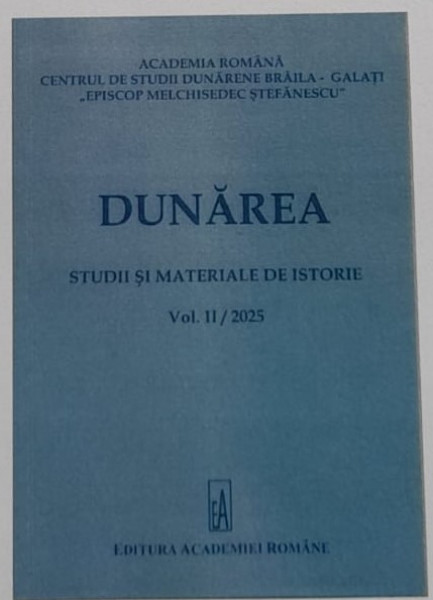 ACADEMIA ROMÂNĂ
CENTRUL DE STUDII DUNĂRENE BRĂILA - GALAȚI
„EPISCOP MELCHISEDEC ȘTEFĂNESCU”
DUNĂREA
STUDII ȘI MATERIALE DE ISTORIE
Vol. II / 2025
EA
EDITURA ACADEMIEI ROMÂNE